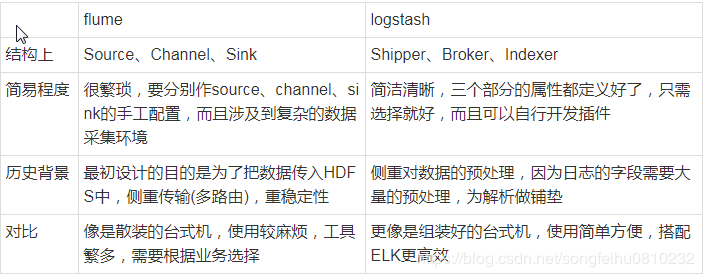 flume
logstash
结构上
Source、Channel、Sink
Shipper、Broker、Indexer
简易程度
很繁琐，要分别作source、channel、si
nk的手工配置，而且涉及到复杂的数据
采集环境
简洁清晰，三个部分的属性都定义好了，只需
选择就好，而且可以自行开发插件
历史背景
最初设计的目的是为了把数据传入HDF
S中，侧重传输(多路由)，重稳定性
侧重对数据的预处理，因为日志的字段需要大
量的预处理，为解析做铺垫
对比
像是散装的台式机，使用较麻烦，工具
繁多，需要根据业务选择
更像是组装好的台式机，使用简单方便，搭配
ELK更高效
https://blog.csdn.net/songfeihu0810232